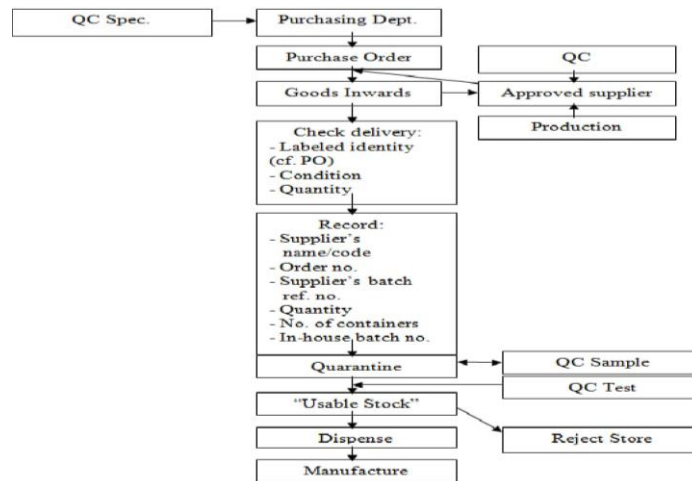 QC Spec.
Purchasing Dept.
Purchase Order
QC
Goods Inwards
Approved supplier
Production
Check delivery:
- Labeled identity
(cf. PO)
- Condition
- Quantity
Record:
- Supplier's
name/code
- Order no.
- Supplier's batch
ref. no.
- Quantity
- No. of containers
- In-house batch no.
Quarantine
QC Sample
QC Test
"Usable Stock"
Dispense
Reject Store
Manufacture